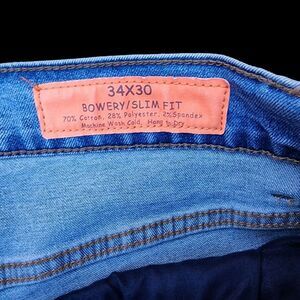 34X30
BOWERY/SLIM FIT
70% Cotton, 28% Polyester, 2% Spandex
Machine Wash Cold, Hang to Dry